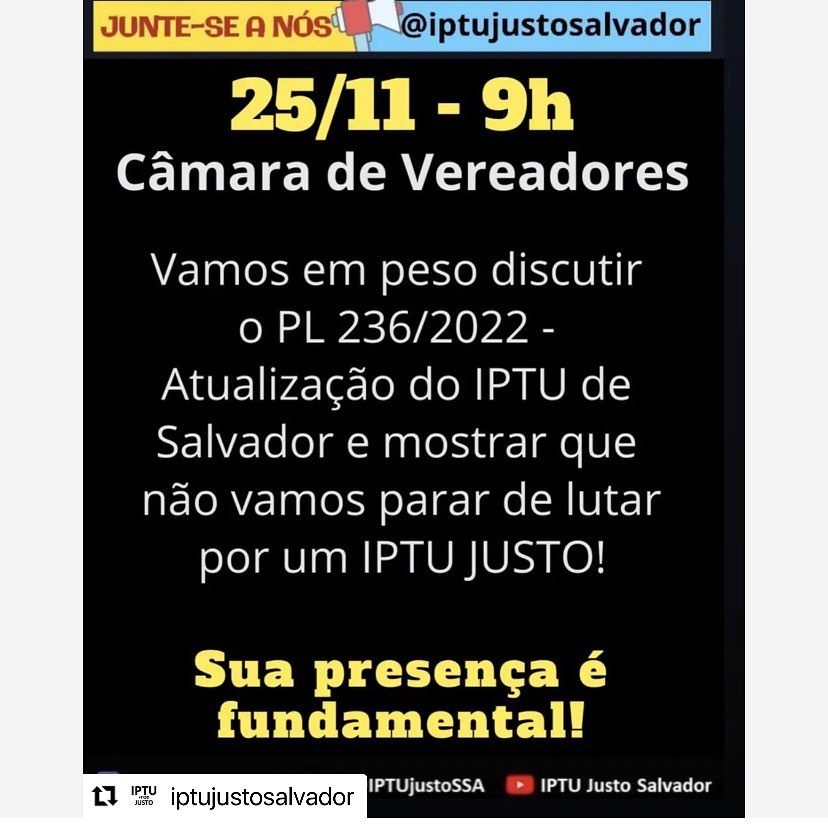 JUNTE-SE A NÓS @iptujustosalvador
25/11 - 9h
Câmara de Vereadores
Vamos em peso discutir
o PL 236/2022 -
Atualização do IPTU de
Salvador e mostrar que
não vamos parar de lutar
por um IPTU JUSTO!
Sua presença é
fundamental!
IPTUjustoSSA IPTU Justo Salvador
IPTU
JUSTO
iptujustosalvador